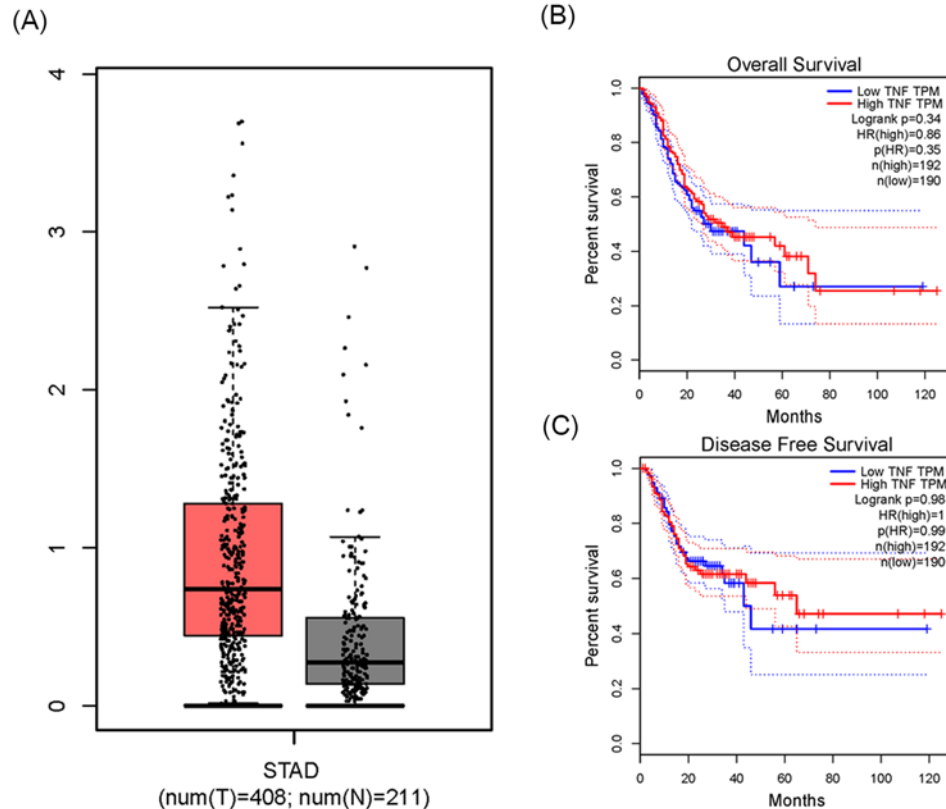 (A)
4
3
2
1
0
STAD
(num(T)=408; num(N)=211)
(B)
Overall Survival
Low TNF TPM
High TNF TPM
Logrank p=0.34
HR(high)=0.86
p(HR)=0.35
n(high)=192
n(low)=190
Percent survival
1.0
0.8
0.6
0.4
0.2
0.0
0 20 40 60 80 100 120
Months
(C)
Disease Free Survival
Low TNF TPM
High TNF TPM
Logrank p=0.98
HR(high)=1
p(HR)=0.99
n(high)=192
n(low)=190
Percent survival
1.0
0.8
0.6
0.4
0.2
0.0
0 20 40 60 80 100 120
Months